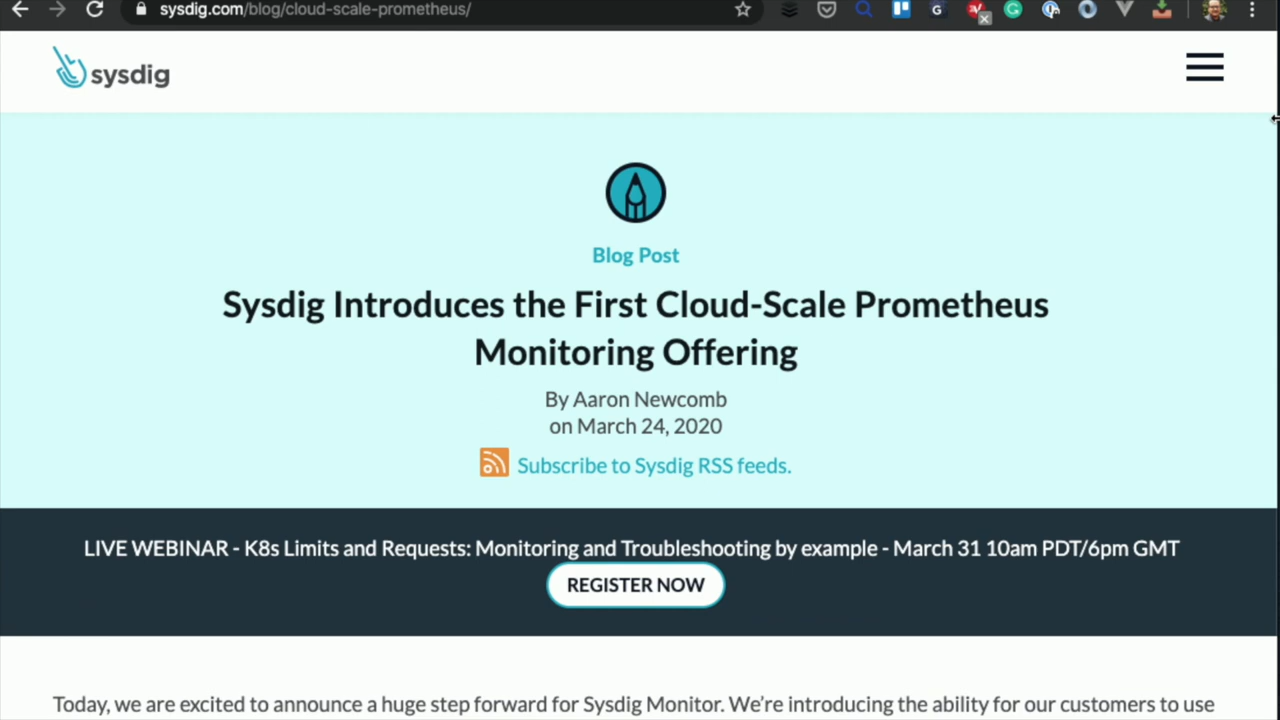 sysdig.com/blog/cloud-scale-prometheus/
sysdig
Blog Post
Sysdig Introduces the First Cloud-Scale Prometheus
Monitoring Offering
By Aaron Newcomb
on March 24, 2020
Subscribe to Sysdig RSS feeds.
LIVE WEBINAR - K8s Limits and Requests: Monitoring and Troubleshooting by example - March 31 10am PDT/6pm GMT
REGISTER NOW
Today, we are excited to announce a huge step forward for Sysdig Monitor. We’re introducing the ability for our customers to use